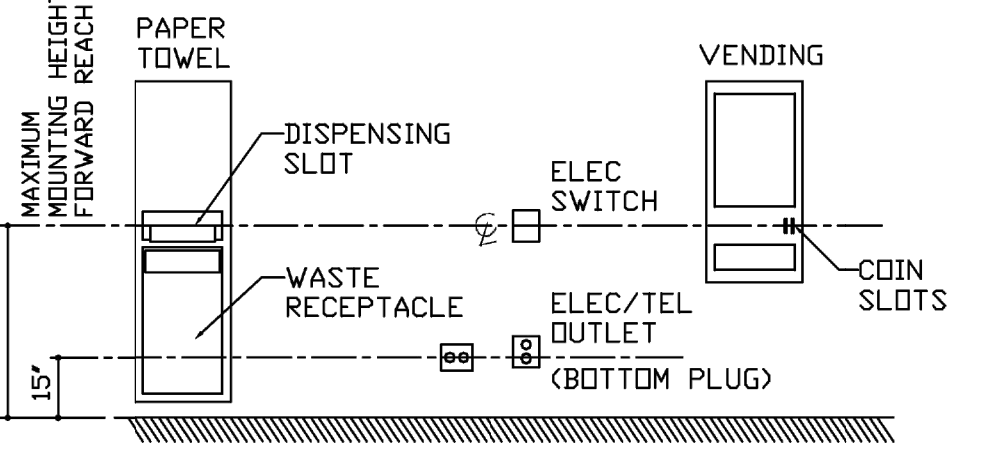 MAXIMUM
MOUNTING HEIGHT
FORWARD REACH
PAPER
TOWEL
DISPENSING
SLOT
WASTE
RECEPTACLE
ELEC
SWITCH
℄
ELEC/TEL
OUTLET
(BOTTOM PLUG)
VENDING
COIN
SLOTS
15"